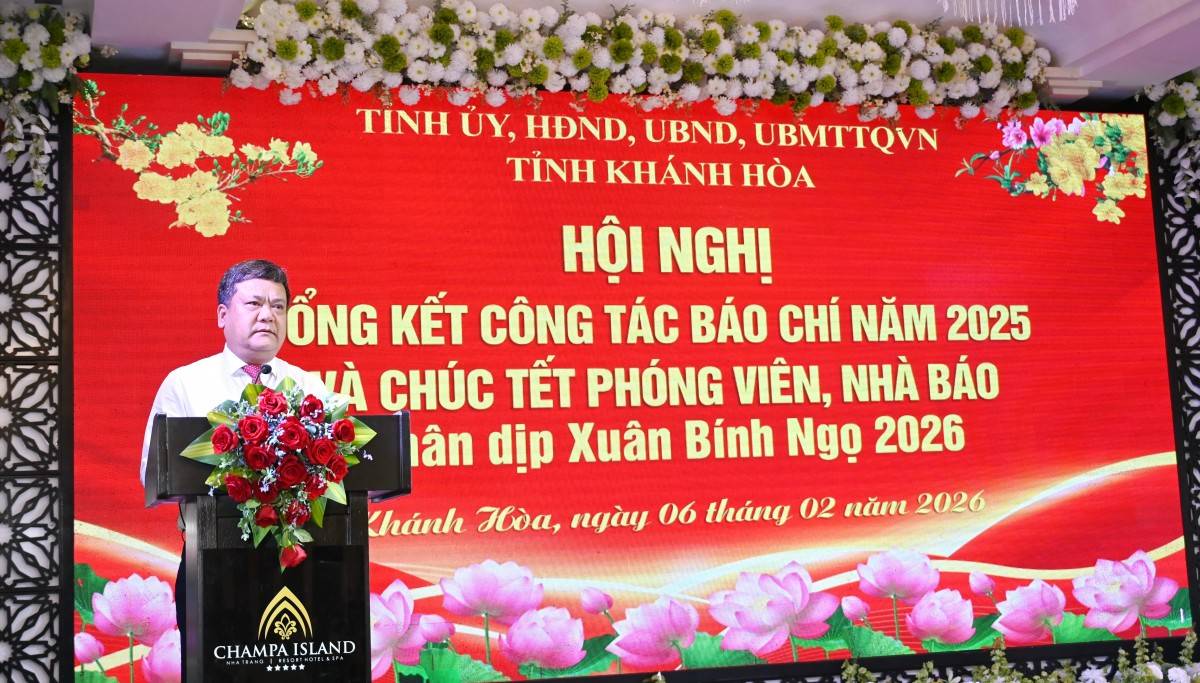 TỈNH ỦY, HĐND, UBND, UBMTTQVN
TỈNH KHÁNH HÒA
HỘI NGHỊ
ỔNG KẾT CÔNG TÁC BÁO CHÍ NĂM 2025
VÀ CHÚC TẾT PHÓNG VIÊN, NHÀ BÁO
hân dịp Xuân Bính Ngọ 2026
Khánh Hòa, ngày 06 tháng 02 năm 2026
CHAMPA ISLAND
NHA TRANG | RESORT HOTEL & SPA